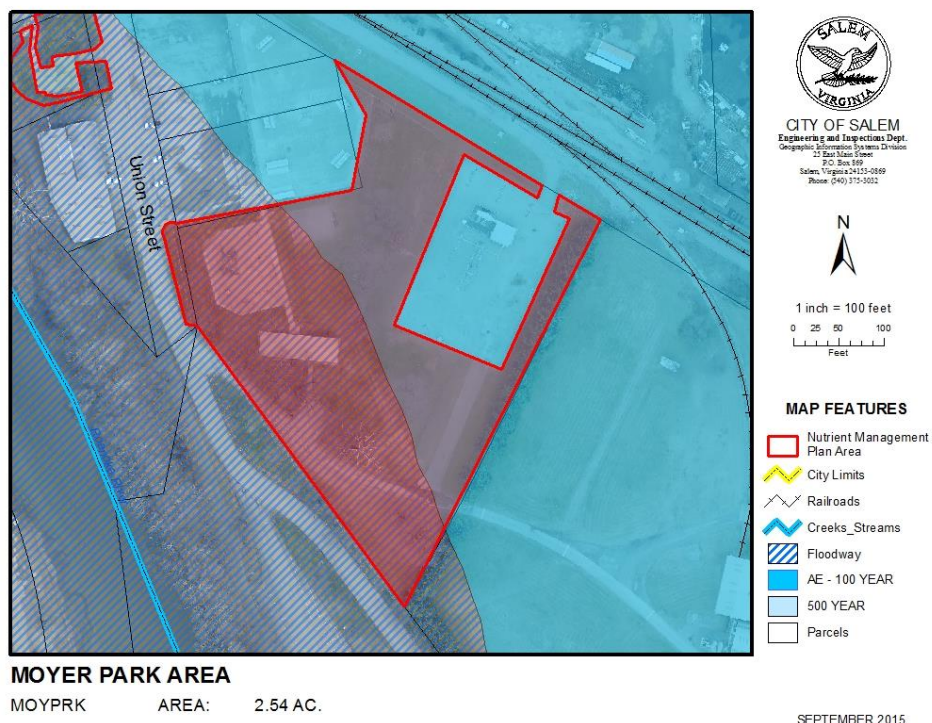 Union Street
SALEM
VIRGINIA
CITY OF SALEM
Engineering and Inspections Dept.
Geographic Information Systems Division
25 East Main Street
P.O. Box 869
Salem, Virginia 24153-0869
Phone: (540) 375-3032
N
1 inch = 100 feet
0 25 50 100
Feet
MAP FEATURES
Nutrient Management
Plan Area
City Limits
Railroads
Creeks_Streams
Floodway
AE - 100 YEAR
500 YEAR
Parcels
MOYER PARK AREA
MOYPRK AREA: 2.54 AC.
SEPTEMBER 2015